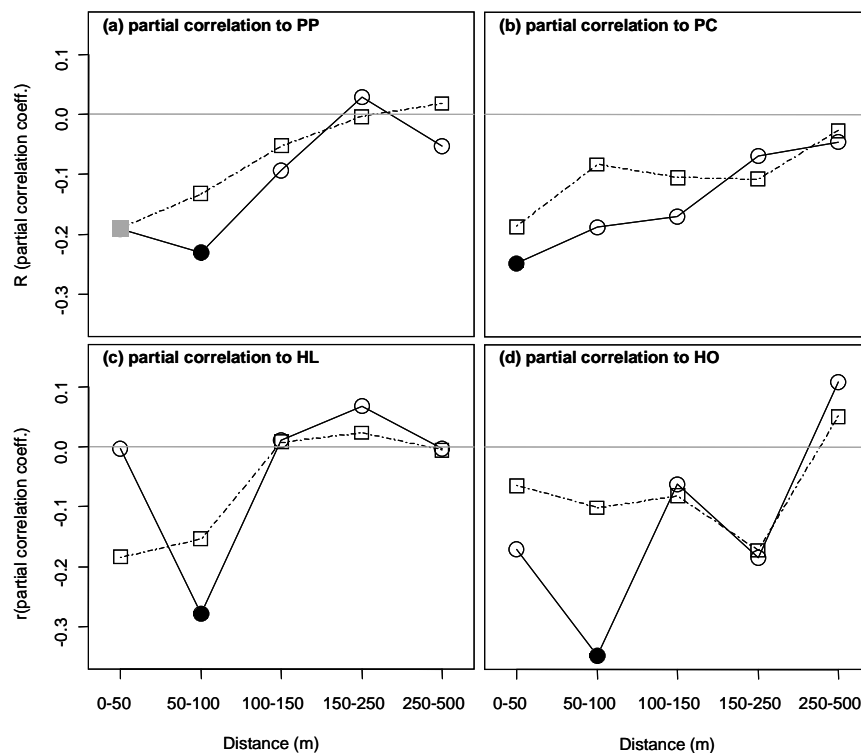 (a) partial correlation to PP
(b) partial correlation to PC
R (partial correlation coeff.)
0.1
0.0
-0.1
-0.2
-0.3
(c) partial correlation to HL
(d) partial correlation to HO
r(partial correlation coeff.)
0.1
0.0
-0.1
-0.2
-0.3
0-50 50-100 100-150 150-250 250-500
0-50 50-100 100-150 150-250 250-500
Distance (m)
Distance (m)